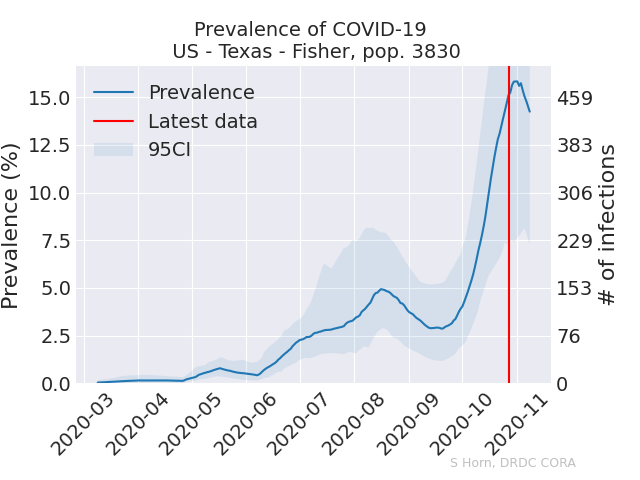 Prevalence of COVID-19
US - Texas - Fisher, pop. 3830
Prevalence
Latest data
95CI
Prevalence (%)
15.0
12.5
10.0
7.5
5.0
2.5
0.0
459
383
306
229
153
76
0
# of infections
2020-03
2020-04
2020-05
2020-06
2020-07
2020-08
2020-09
2020-10
2020-11
S Horn, DRDC CORA